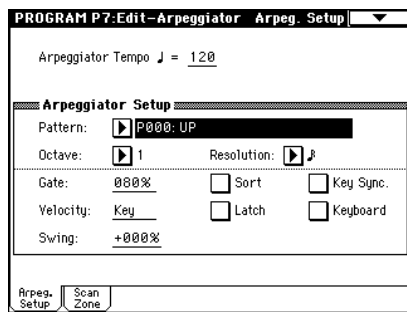 PROGRAM P7:Edit-Arpeggiator Arpeg. Setup
Arpeggiator Tempo ♩ = 120
Arpeggiator Setup
Pattern: P000: UP
Octave: 1 Resolution: ♪
Gate: 080% Sort Key Sync.
Velocity: Key Latch Keyboard
Swing: +000%
Arpeg. Setup Scan Zone